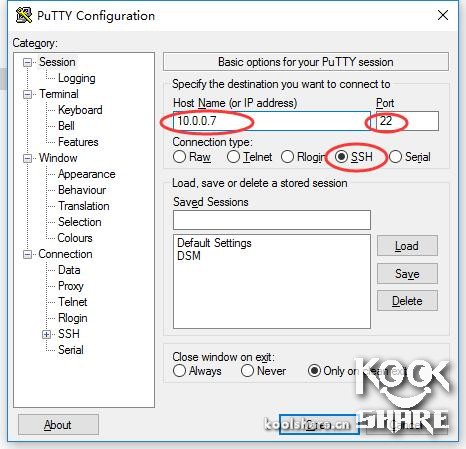 PuTTY Configuration
Category:
Session
Logging
Terminal
Keyboard
Bell
Features
Window
Appearance
Behaviour
Translation
Selection
Colours
Connection
Data
Proxy
Telnet
Rlogin
SSH
Serial
Basic options for your PuTTY session
Specify the destination you want to connect to
Host Name (or IP address) Port
10.0.0.7 22
Connection type:
Raw Telnet Rlogin SSH Serial
Load, save or delete a stored session
Saved Sessions
Default Settings
DSM
Load
Save
Delete
Close window on exit:
Always Never Only on clean exit
About Open Cancel
koolshare.cn
KOOL
SHARE